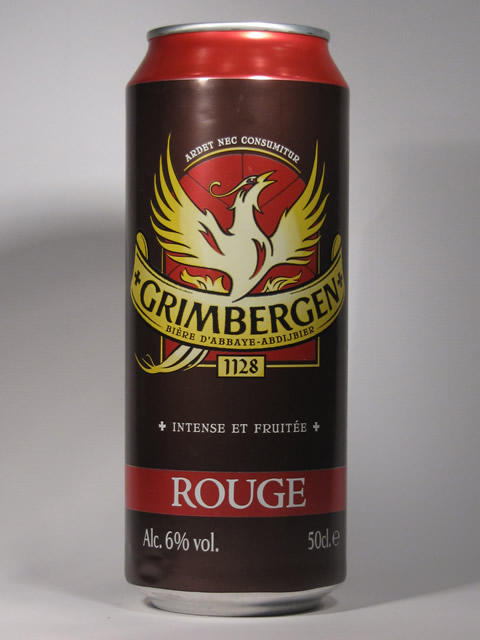 ARDET NEC CONSUMITUR
GRIMBERGEN
BIÈRE D'ABBAYE-ABDIJBIER
1128
INTENSE ET FRUITÉE
ROUGE
Alc. 6% vol. 50cl. ℮